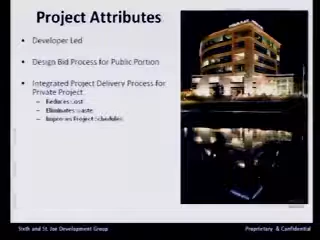 Project Attributes
• Developer Led
• Design Bid Process for Public Portion
• Integrated Project Delivery Process for
Private Project
– Reduces cost
– Eliminates waste
– Improves Project Schedules
Sixth and St. Joe Development Group
Proprietary & Confidential